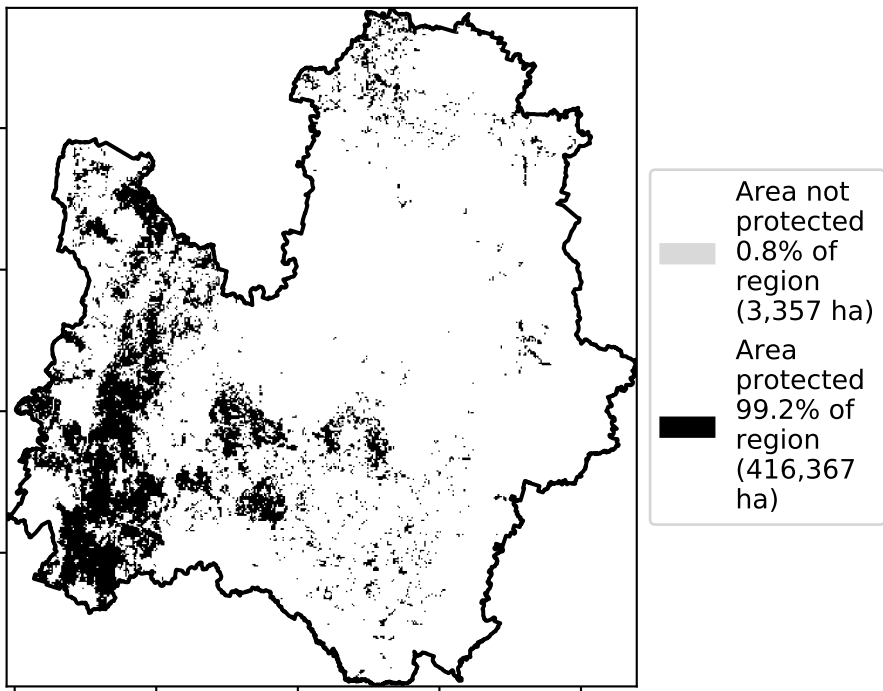 Area not
protected
0.8% of
region
(3,357 ha)
Area
protected
99.2% of
region
(416,367
ha)